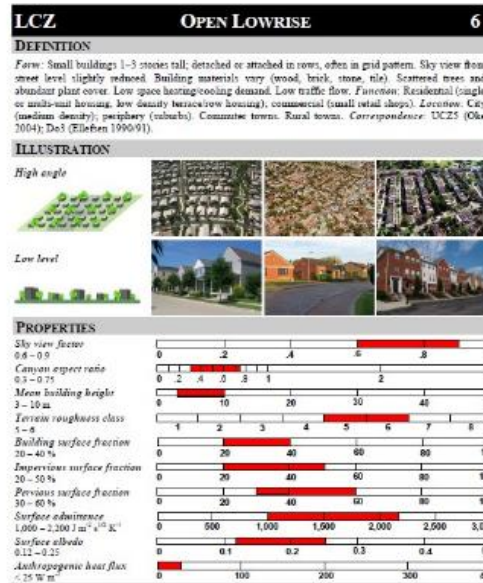 LCZ OPEN LOWRISE 6
DEFINITION
Form: Small buildings 1–3 stories tall; detached or attached in rows, often in grid pattern. Sky view from
street level slightly reduced. Building materials vary (wood, brick, stone, tile). Scattered trees and
abundant plant cover. Low space heating/cooling demand. Low traffic flow. Function: Residential (single
or multi-unit housing, low density terrace/row housing); commercial (small retail shops). Location: City
(medium density); periphery (suburbs). Commuter towns. Rural towns. Correspondence: UCZ5 (Oke
2004); Do3 (Ellefsen 1990/91).
ILLUSTRATION
High angle
Low level
PROPERTIES
Sky view factor
0.6 – 0.9
0 .2 .4 .6 .8
Canyon aspect ratio
0.3 – 0.75
0 .2 .4 .6 .8 1 2
Mean building height
3 – 10 m
0 10 20 30 40
Terrain roughness class
5 – 6
1 2 3 4 5 6 7 8
Building surface fraction
20 – 40 %
0 20 40 60 80
Impervious surface fraction
20 – 50 %
0 20 40 60 80
Pervious surface fraction
30 – 60 %
0 20 40 60 80
Surface admittance
1,000 – 2,200 J m⁻² s¹ᐟ² K⁻¹
0 500 1,000 1,500 2,000 2,500
Surface albedo
0.12 – 0.25
0 0.1 0.2 0.3 0.4
Anthropogenic heat flux
< 25 W m⁻²
0 100 200 300